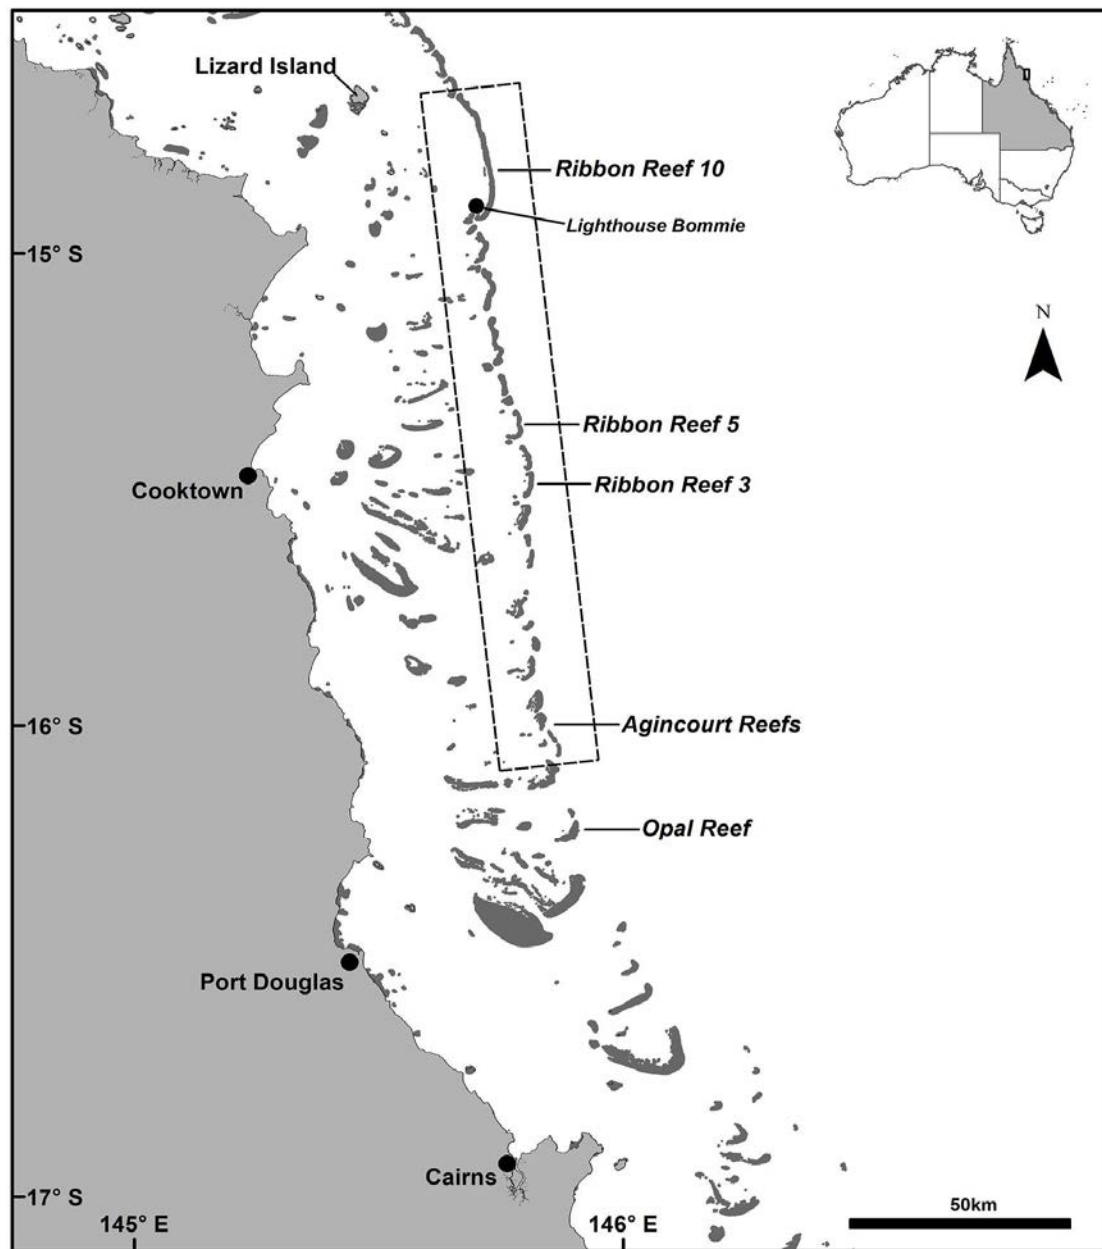 Lizard Island
Ribbon Reef 10
Lighthouse Bommie
15° S
N
Ribbon Reef 5
Ribbon Reef 3
Cooktown
16° S
Agincourt Reefs
Opal Reef
Port Douglas
Cairns
17° S
145° E
146° E
50km